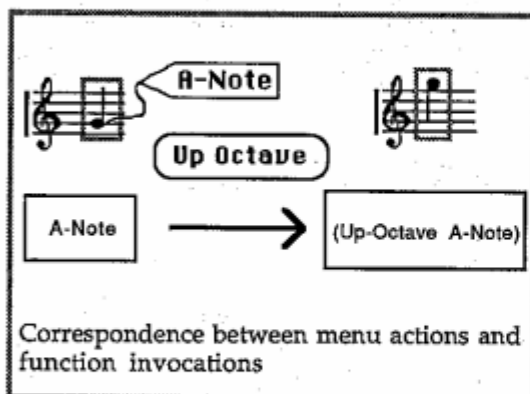 A-Note
Up Octave
A-Note
(Up-Octave A-Note)
Correspondence between menu actions and
function invocations